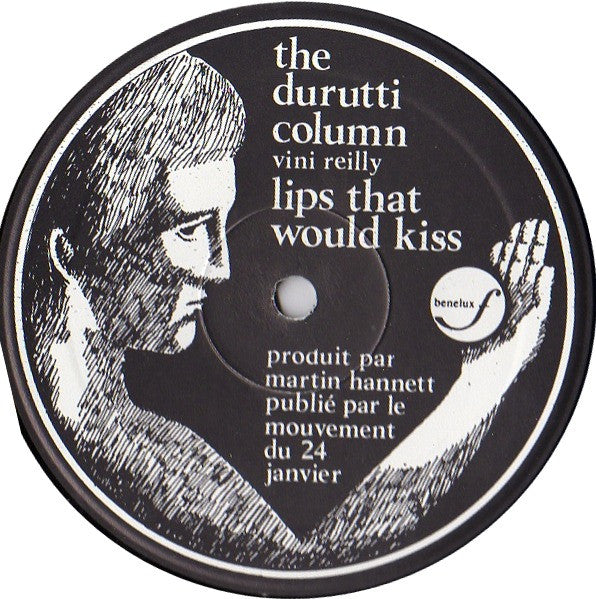 the
durutti
column
vini reilly
lips that
would kiss
benelux
produit par
martin hannett
publié par le
mouvement
du 24
janvier